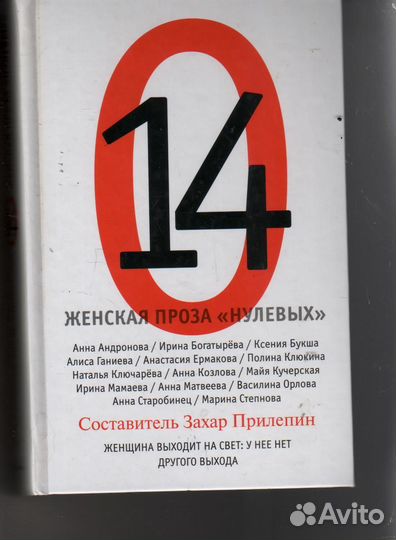 0
14
ЖЕНСКАЯ ПРОЗА «НУЛЕВЫХ»
Анна Андронова / Ирина Богатырёва / Ксения Букша
Алиса Ганиева / Анастасия Ермакова / Полина Клюкина
Наталья Ключарёва / Анна Козлова / Майя Кучерская
Ирина Мамаева / Анна Матвеева / Василина Орлова
Анна Старобинец / Марина Степнова
Составитель Захар Прилепин
ЖЕНЩИНА ВЫХОДИТ НА СВЕТ: У НЕЕ НЕТ
ДРУГОГО ВЫХОДА
Avito